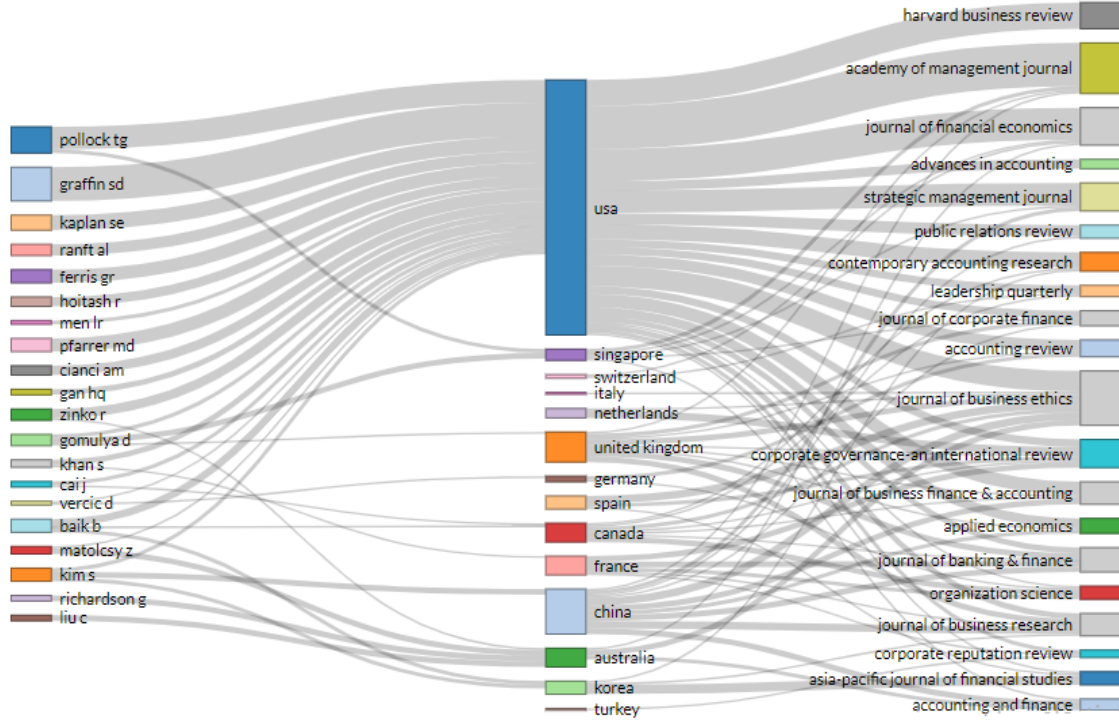 pollock tg
graffin sd
kaplan se
ranft al
ferris gr
hoitash r
men lr
pfarrer md
cianci am
gan hq
zinko r
gomulya d
khan s
cai j
vercic d
baik b
matolcsy z
kim s
richardson g
liu c
usa
singapore
switzerland
italy
netherlands
united kingdom
germany
spain
canada
france
china
australia
korea
turkey
harvard business review
academy of management journal
journal of financial economics
advances in accounting
strategic management journal
public relations review
contemporary accounting research
leadership quarterly
journal of corporate finance
accounting review
journal of business ethics
corporate governance-an international review
journal of business finance & accounting
applied economics
journal of banking & finance
organization science
journal of business research
corporate reputation review
asia-pacific journal of financial studies
accounting and finance